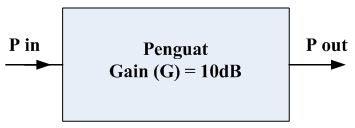 P in
Penguat
Gain (G) = 10dB
P out